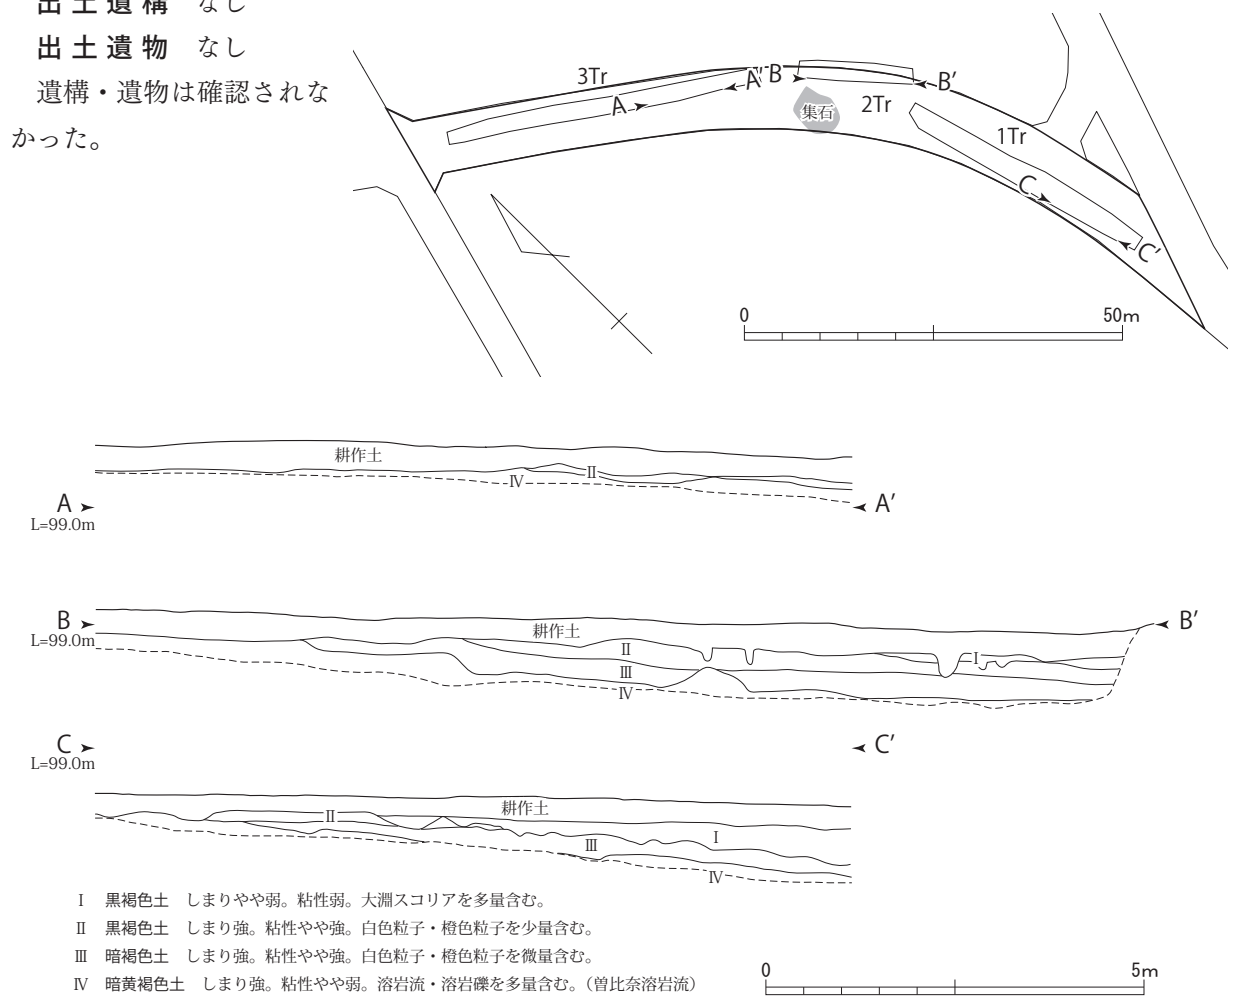 出土遺構　なし
出土遺物　なし
遺構・遺物は確認されな
かった。
3Tr
A
A′
B
B′
集石
2Tr
1Tr
C
C′
0
50m
耕作土
Ⅱ
Ⅳ
A
A′
L=99.0m
B
B′
L=99.0m
耕作土
Ⅱ
Ⅰ
Ⅲ
Ⅳ
C
C′
L=99.0m
耕作土
Ⅱ
Ⅰ
Ⅲ
Ⅳ
Ⅰ　黒褐色土　しまりやや弱。粘性弱。大淵スコリアを多量含む。
Ⅱ　黒褐色土　しまり強。粘性やや強。白色粒子・橙色粒子を少量含む。
Ⅲ　暗褐色土　しまり強。粘性やや強。白色粒子・橙色粒子を微量含む。
Ⅳ　暗黄褐色土　しまり強。粘性やや弱。溶岩流・溶岩礫を多量含む。（曽比奈溶岩流）
0
5m